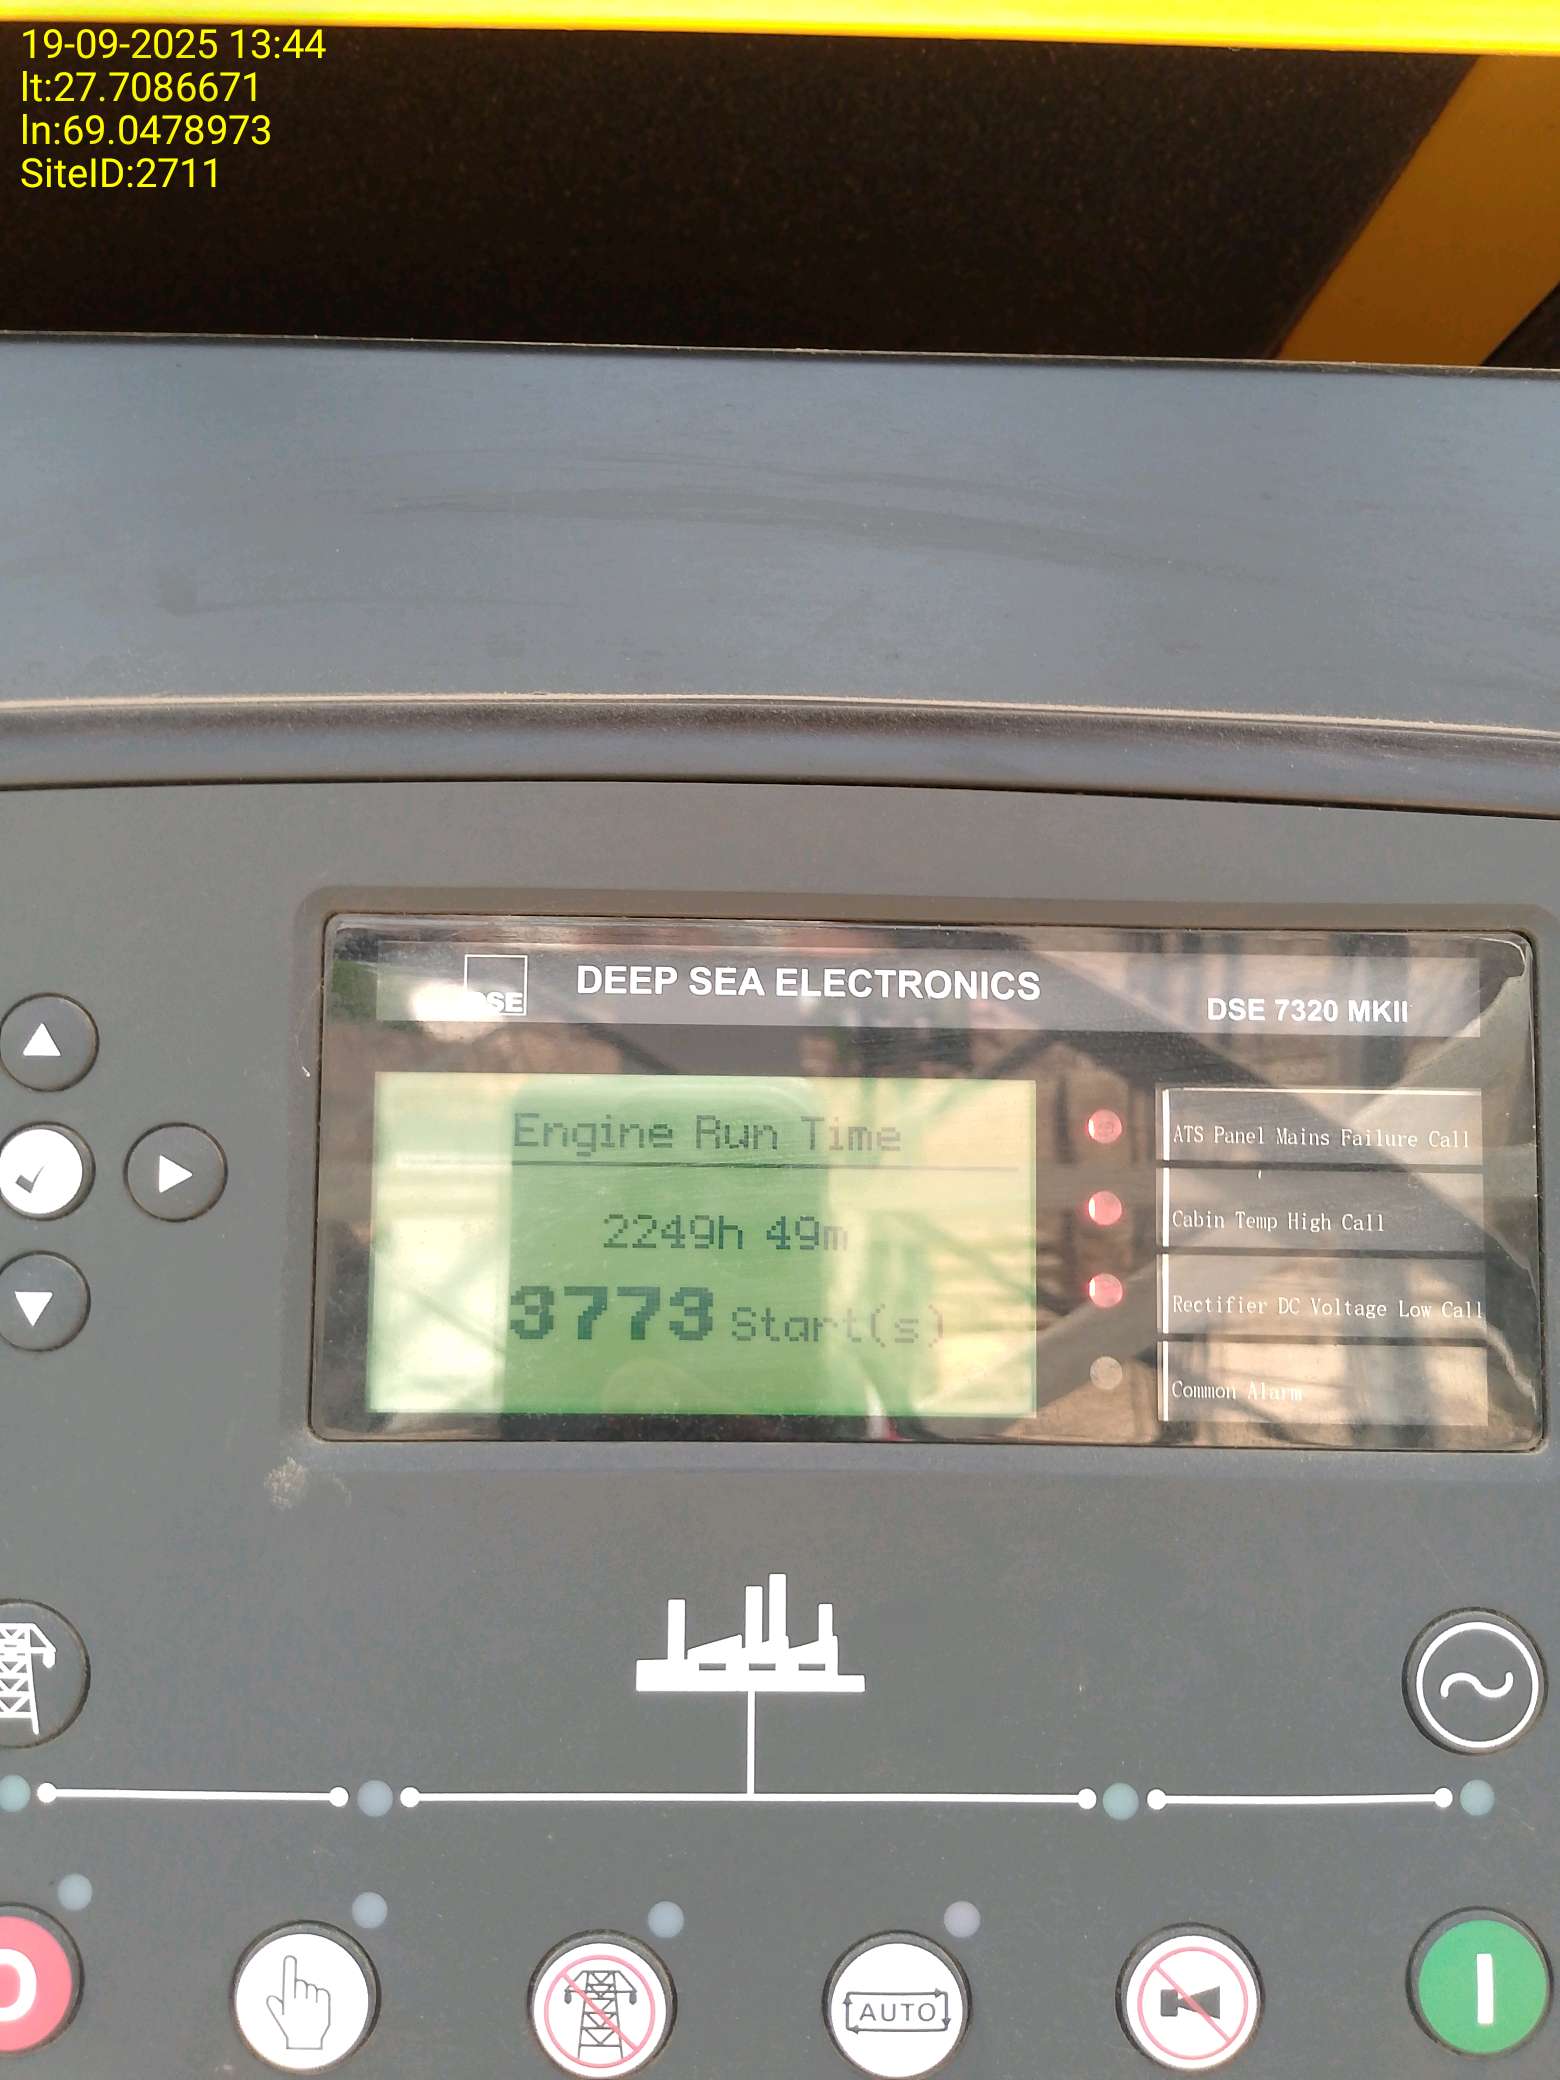 19-09-2025 13:44
lt:27.7086671
ln:69.0478973
SiteID:2711
DSE
DEEP SEA ELECTRONICS
DSE 7320 MKII
Engine Run Time
2249h 49m
3773 Start(s)
ATS Panel Mains Failure Call
Cabin Temp High Call
Rectifier DC Voltage Low Call
Common Alarm
AUTO